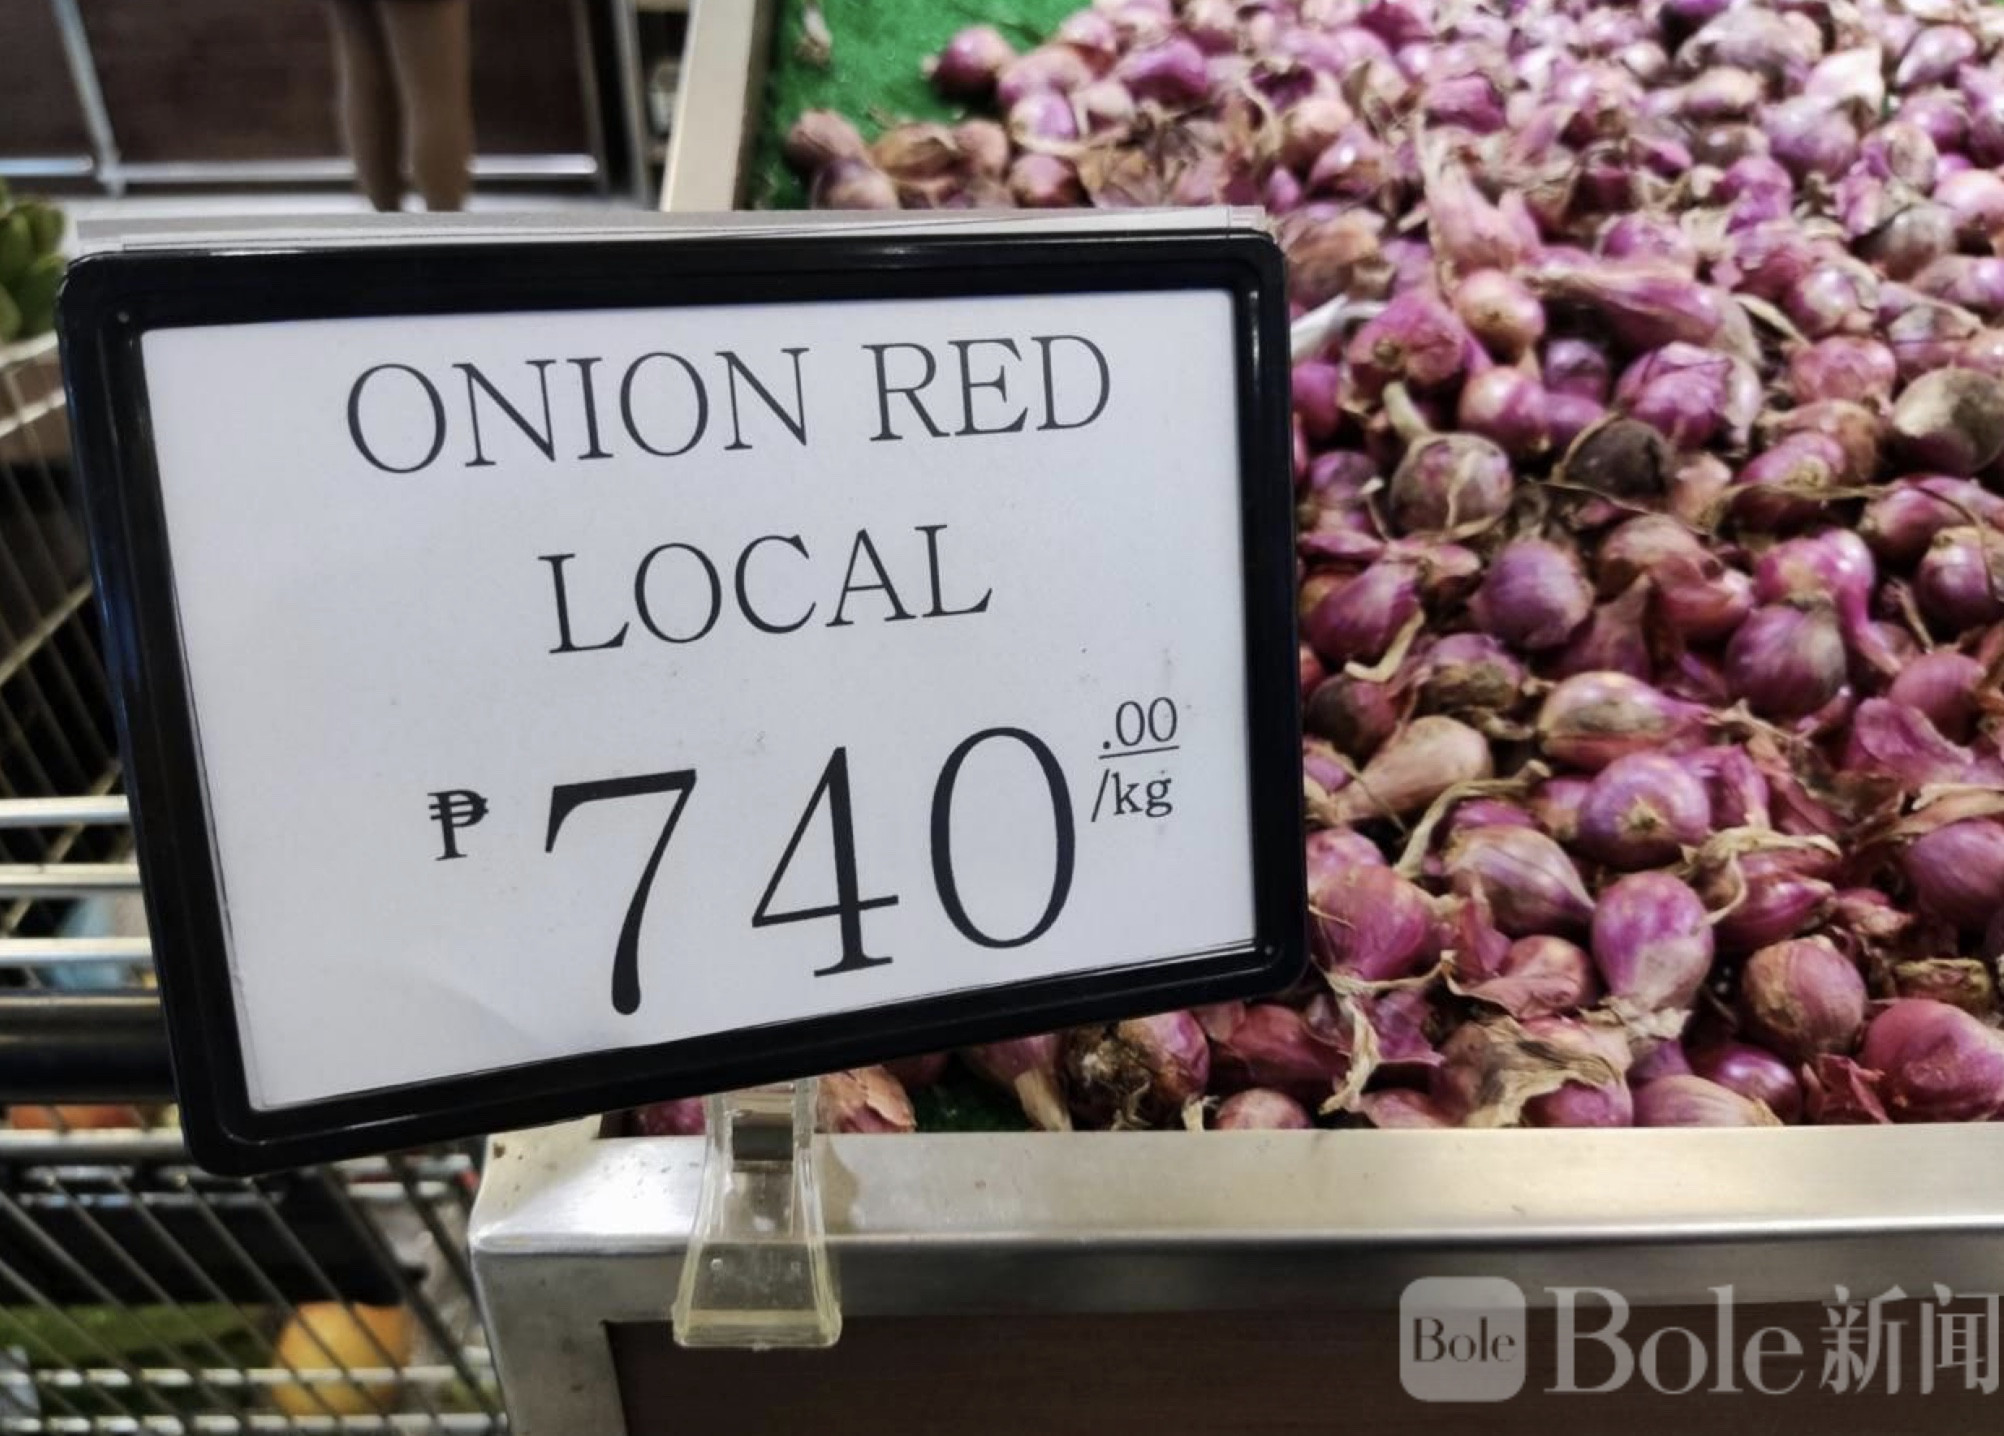 ONION RED
LOCAL
₱740.00
/kg
Bole Bole新闻